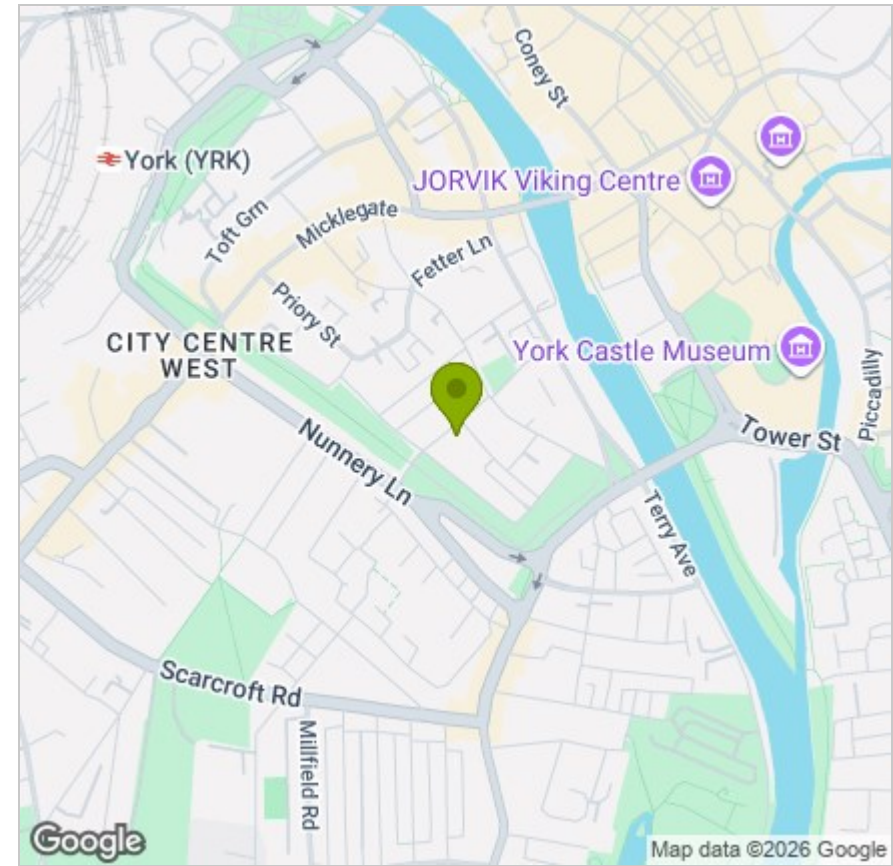 Coney St
York (YRK)
JORVIK Viking Centre
Toft Grn
Micklegate
Fetter Ln
Priory St
CITY CENTRE
WEST
York Castle Museum
Piccadilly
Nunnery Ln
Tower St
Terry Ave
Scarcroft Rd
Millfield Rd
Google
Map data ©2026 Google